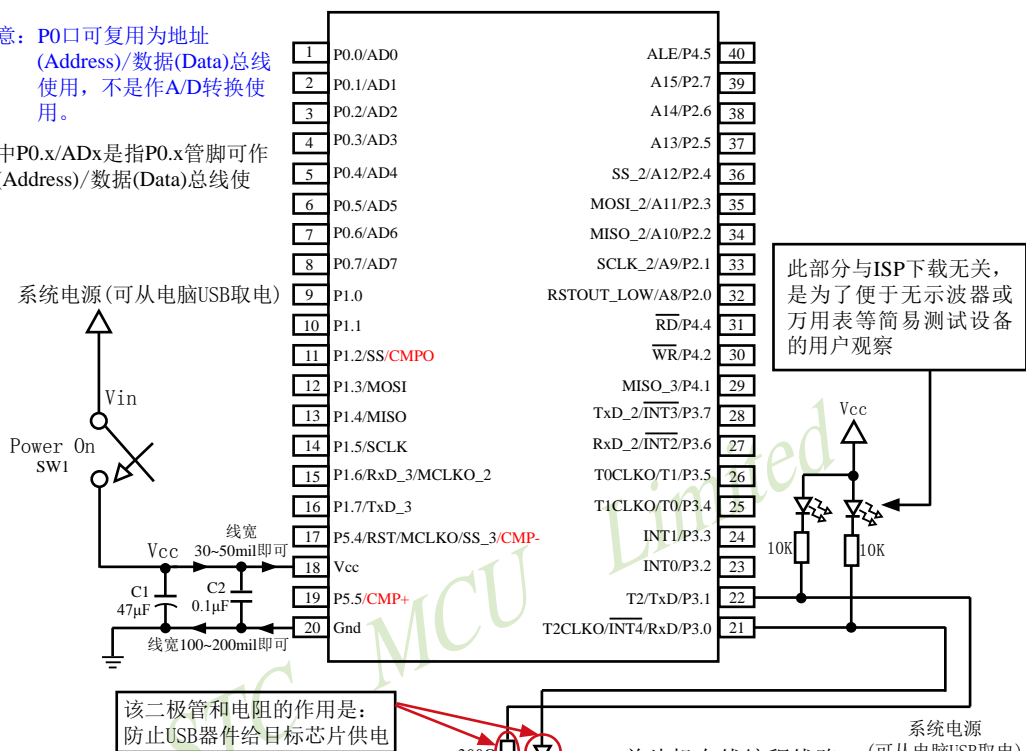 意：P0口可复用为地址
(Address)/数据(Data)总线
使用，不是作A/D转换使
用。
中P0.x/ADx是指P0.x管脚可作
(Address)/数据(Data)总线使
1 P0.0/AD0
2 P0.1/AD1
3 P0.2/AD2
4 P0.3/AD3
5 P0.4/AD4
6 P0.5/AD5
7 P0.6/AD6
8 P0.7/AD7
9 P1.0
10 P1.1
11 P1.2/SS/CMPO
12 P1.3/MOSI
13 P1.4/MISO
14 P1.5/SCLK
15 P1.6/RxD_3/MCLKO_2
16 P1.7/TxD_3
17 P5.4/RST/MCLKO/SS_3/CMP-
18 Vcc
19 P5.5/CMP+
20 Gnd
ALE/P4.5 40
A15/P2.7 39
A14/P2.6 38
A13/P2.5 37
SS_2/A12/P2.4 36
MOSI_2/A11/P2.3 35
MISO_2/A10/P2.2 34
SCLK_2/A9/P2.1 33
RSTOUT_LOW/A8/P2.0 32
RD/P4.4 31
WR/P4.2 30
MISO_3/P4.1 29
TxD_2/INT3/P3.7 28
RxD_2/INT2/P3.6 27
T0CLKO/T1/P3.5 26
T1CLKO/T0/P3.4 25
INT1/P3.3 24
INT0/P3.2 23
T2/TxD/P3.1 22
T2CLKO/INT4/RxD/P3.0 21
系统电源(可从电脑USB取电)
Vin
Power On
SW1
Vcc
线宽
30~50mil即可
C1
47μF
C2
0.1μF
线宽100~200mil即可
此部分与ISP下载无关，
是为了便于无示波器或
万用表等简易测试设备
的用户观察
Vcc
10K
10K
STC MCU Limited
该二极管和电阻的作用是：
防止USB器件给目标芯片供电
系统电源
(可从电脑USB取电)